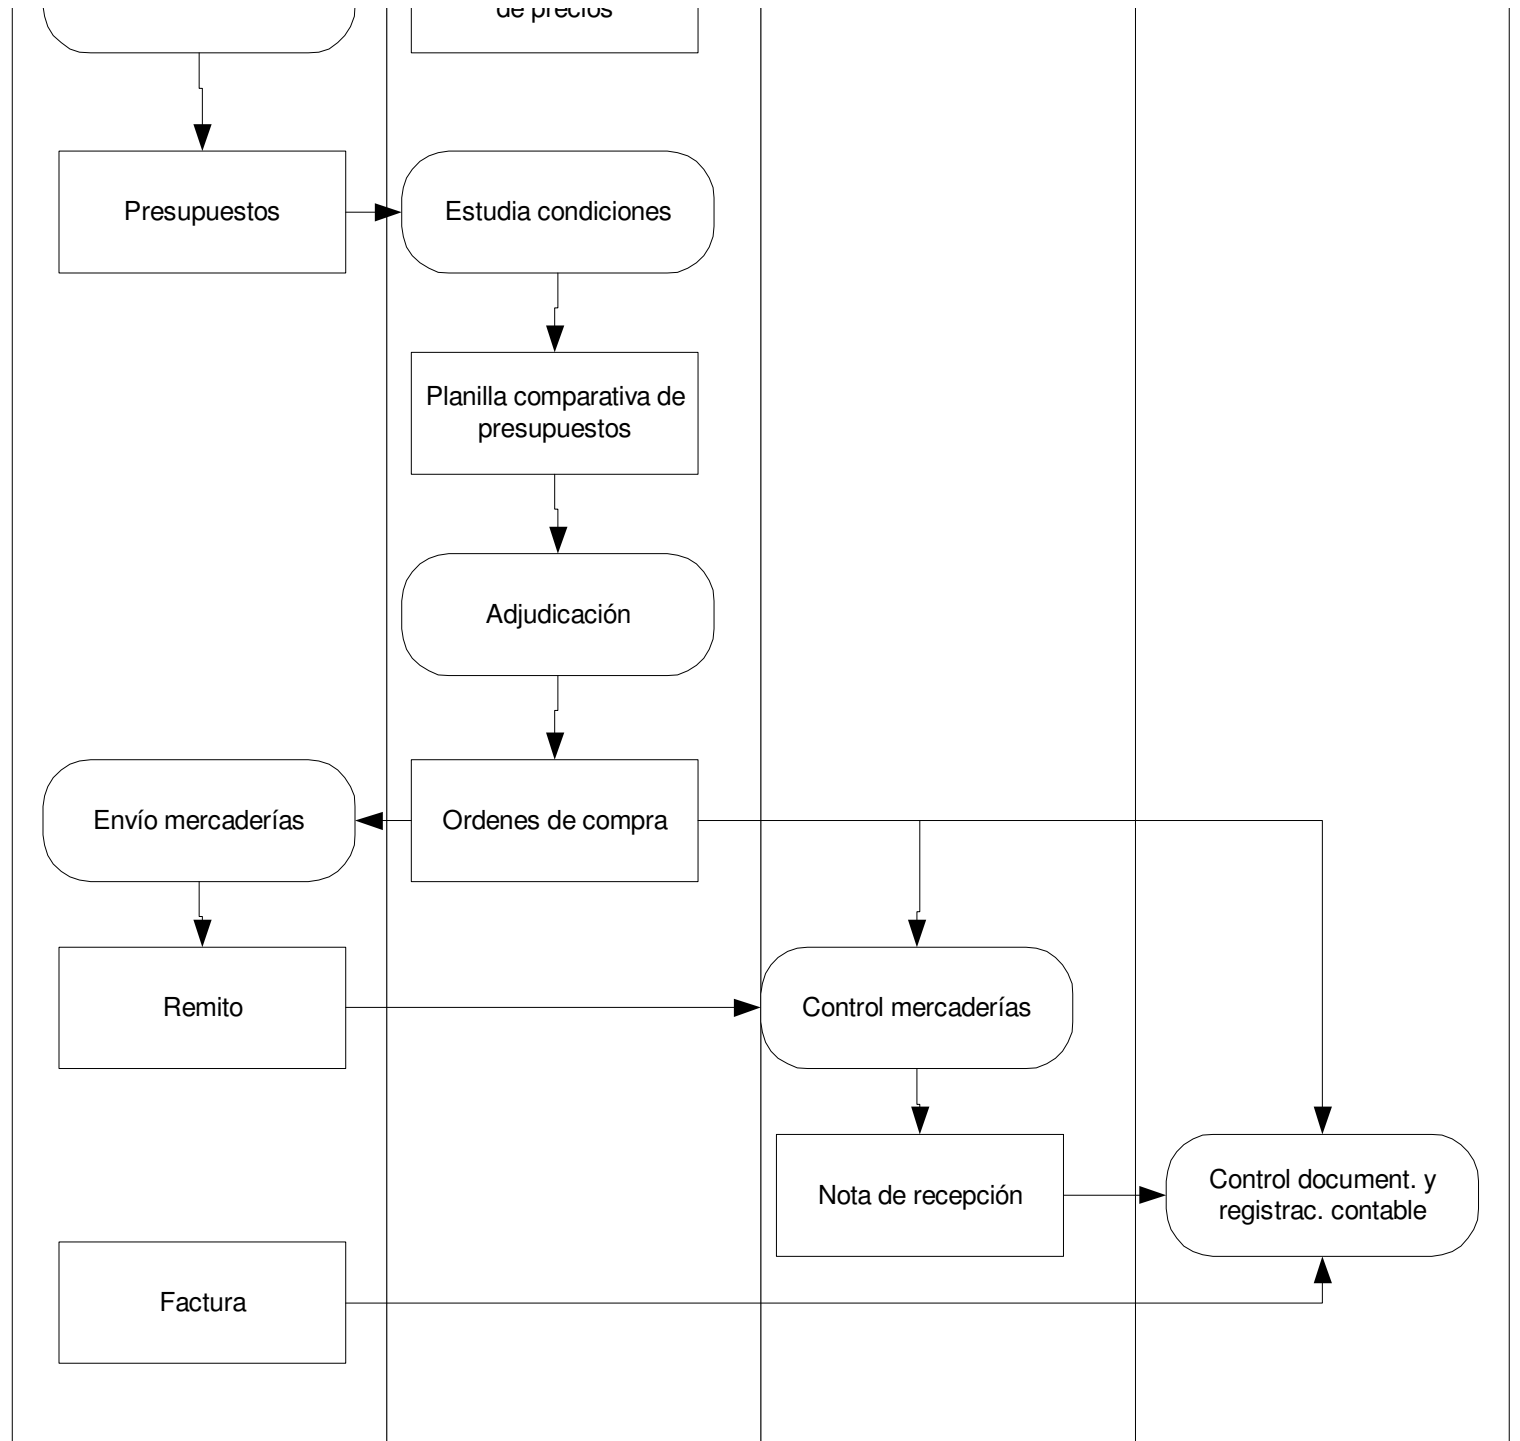 de precios
Presupuestos
Estudia condiciones
Planilla comparativa de
presupuestos
Adjudicación
Envío mercaderías
Ordenes de compra
Remito
Control mercaderías
Nota de recepción
Control document. y
registrac. contable
Factura